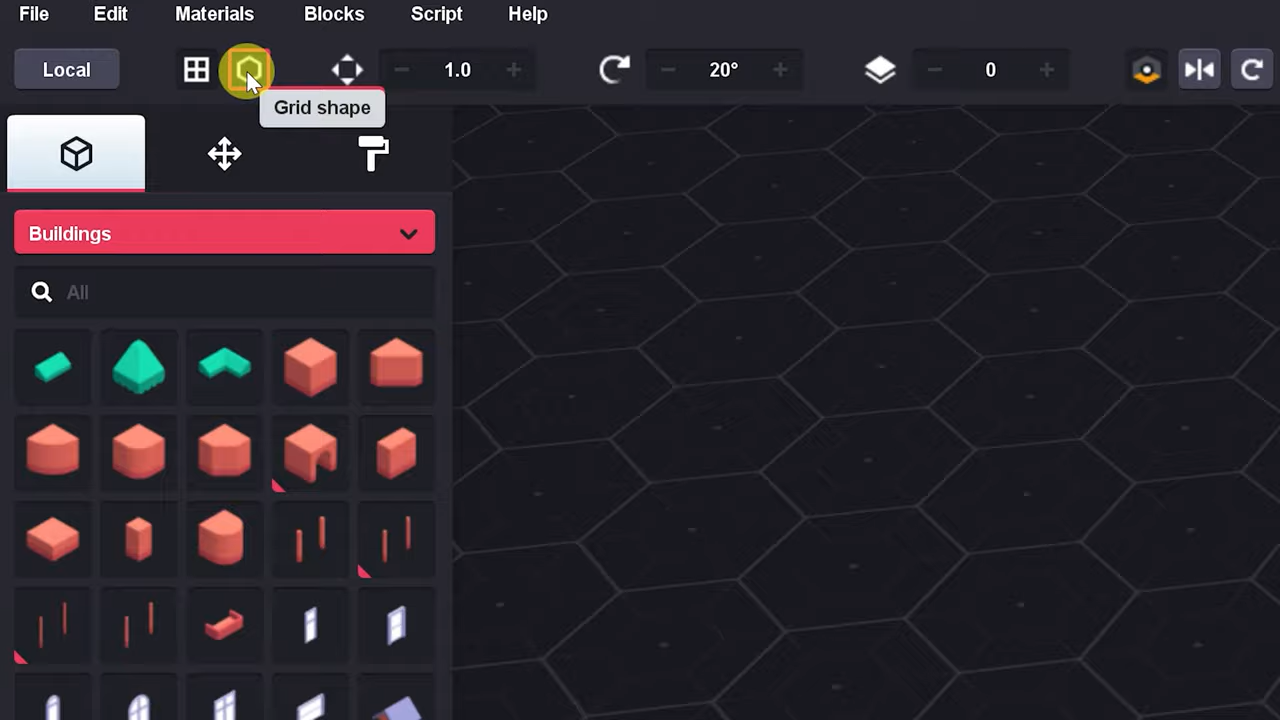 File Edit Materials Blocks Script Help
Local 1.0 20° 0
Grid shape
Buildings
All